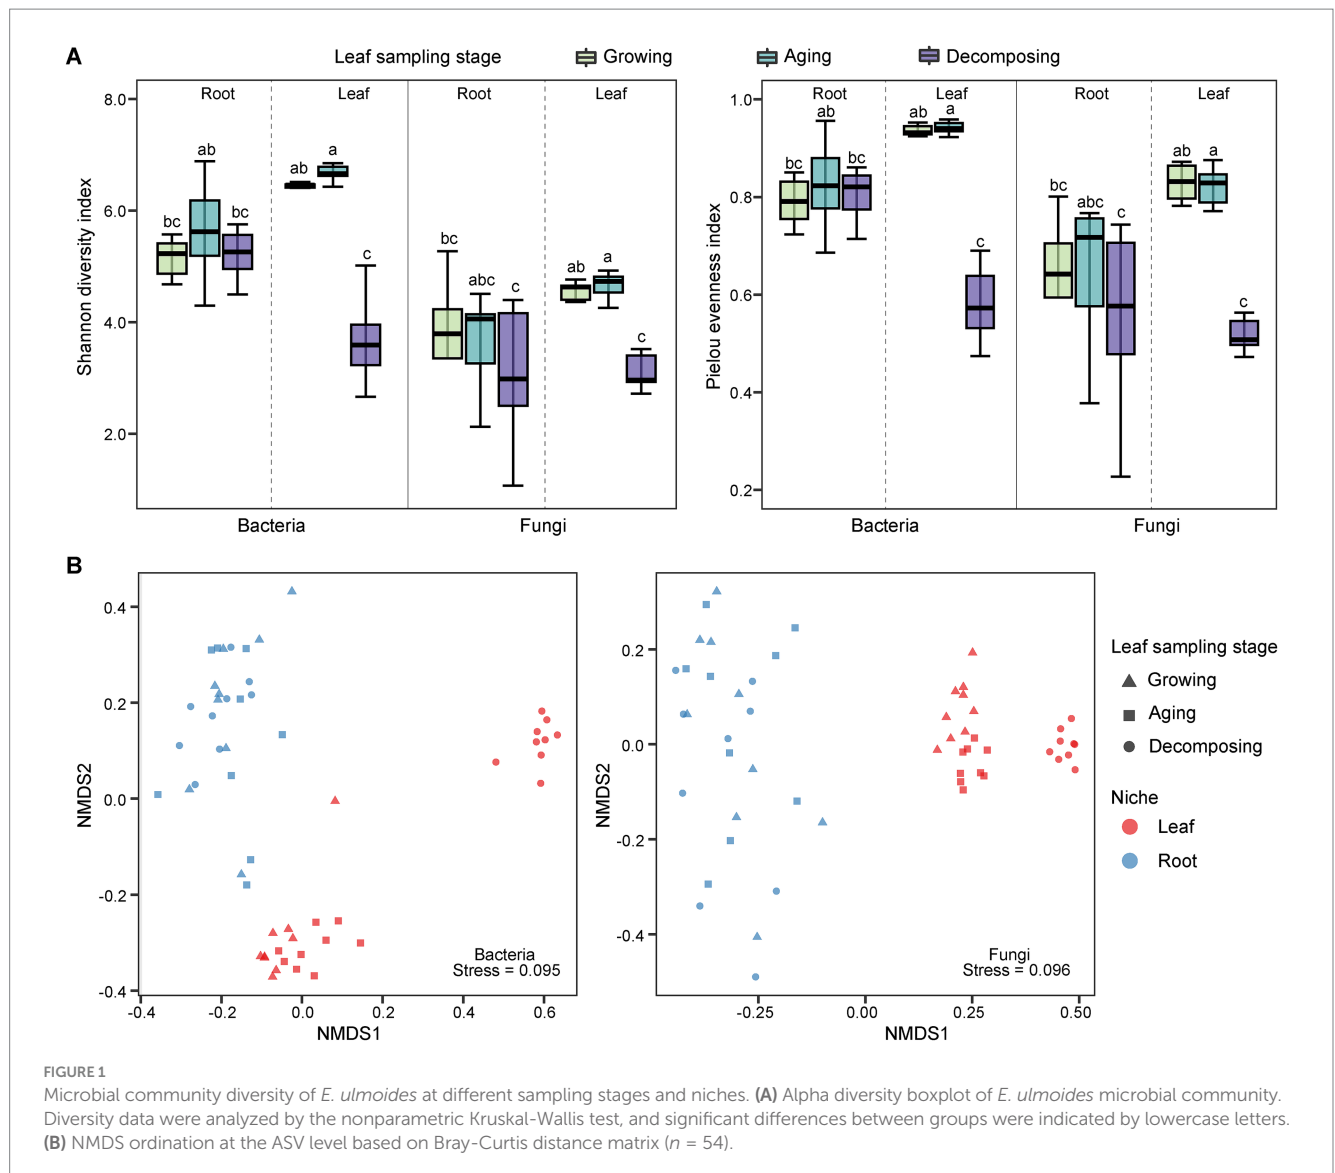 A
Leaf sampling stage Growing Aging Decomposing
Shannon diversity index
8.0
6.0
4.0
2.0
Root Leaf Root Leaf
bc ab bc ab a c bc abc c ab a c
Bacteria Fungi
Pielou evenness index
1.0
0.8
0.6
0.4
0.2
Root Leaf Root Leaf
bc ab bc ab a c bc abc c ab a c
Bacteria Fungi
B
NMDS2
0.4
0.2
0.0
-0.2
-0.4
Bacteria
Stress = 0.095
-0.4 -0.2 0.0 0.2 0.4 0.6
NMDS1
NMDS2
0.2
0.0
-0.2
-0.4
Fungi
Stress = 0.096
-0.25 0.00 0.25 0.50
NMDS1
Leaf sampling stage
Growing
Aging
Decomposing
Niche
Leaf
Root
FIGURE 1
Microbial community diversity of E. ulmoides at different sampling stages and niches. (A) Alpha diversity boxplot of E. ulmoides microbial community.
Diversity data were analyzed by the nonparametric Kruskal-Wallis test, and significant differences between groups were indicated by lowercase letters.
(B) NMDS ordination at the ASV level based on Bray-Curtis distance matrix (n = 54).